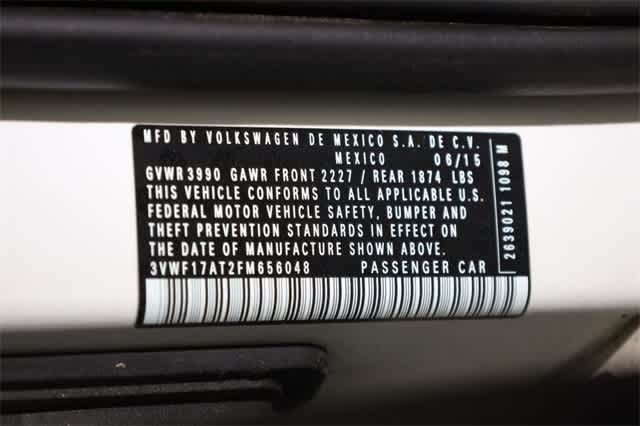 MFD BY VOLKSWAGEN DE MEXICO S.A. DE C.V.
MEXICO 06/15
GVWR 3990 GAWR FRONT 2227 / REAR 1874 LBS
THIS VEHICLE CONFORMS TO ALL APPLICABLE U.S.
FEDERAL MOTOR VEHICLE SAFETY, BUMPER AND
THEFT PREVENTION STANDARDS IN EFFECT ON
THE DATE OF MANUFACTURE SHOWN ABOVE.
3VWF17AT2FM656048 PASSENGER CAR
2639021 1098 M